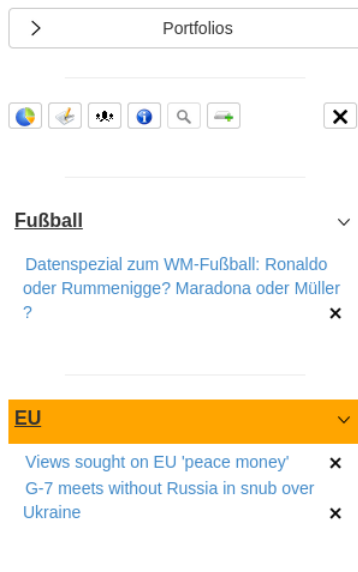 Portfolios
Fußball
Datenspezial zum WM-Fußball: Ronaldo
oder Rummenigge? Maradona oder Müller
?
EU
Views sought on EU 'peace money'
G-7 meets without Russia in snub over
Ukraine